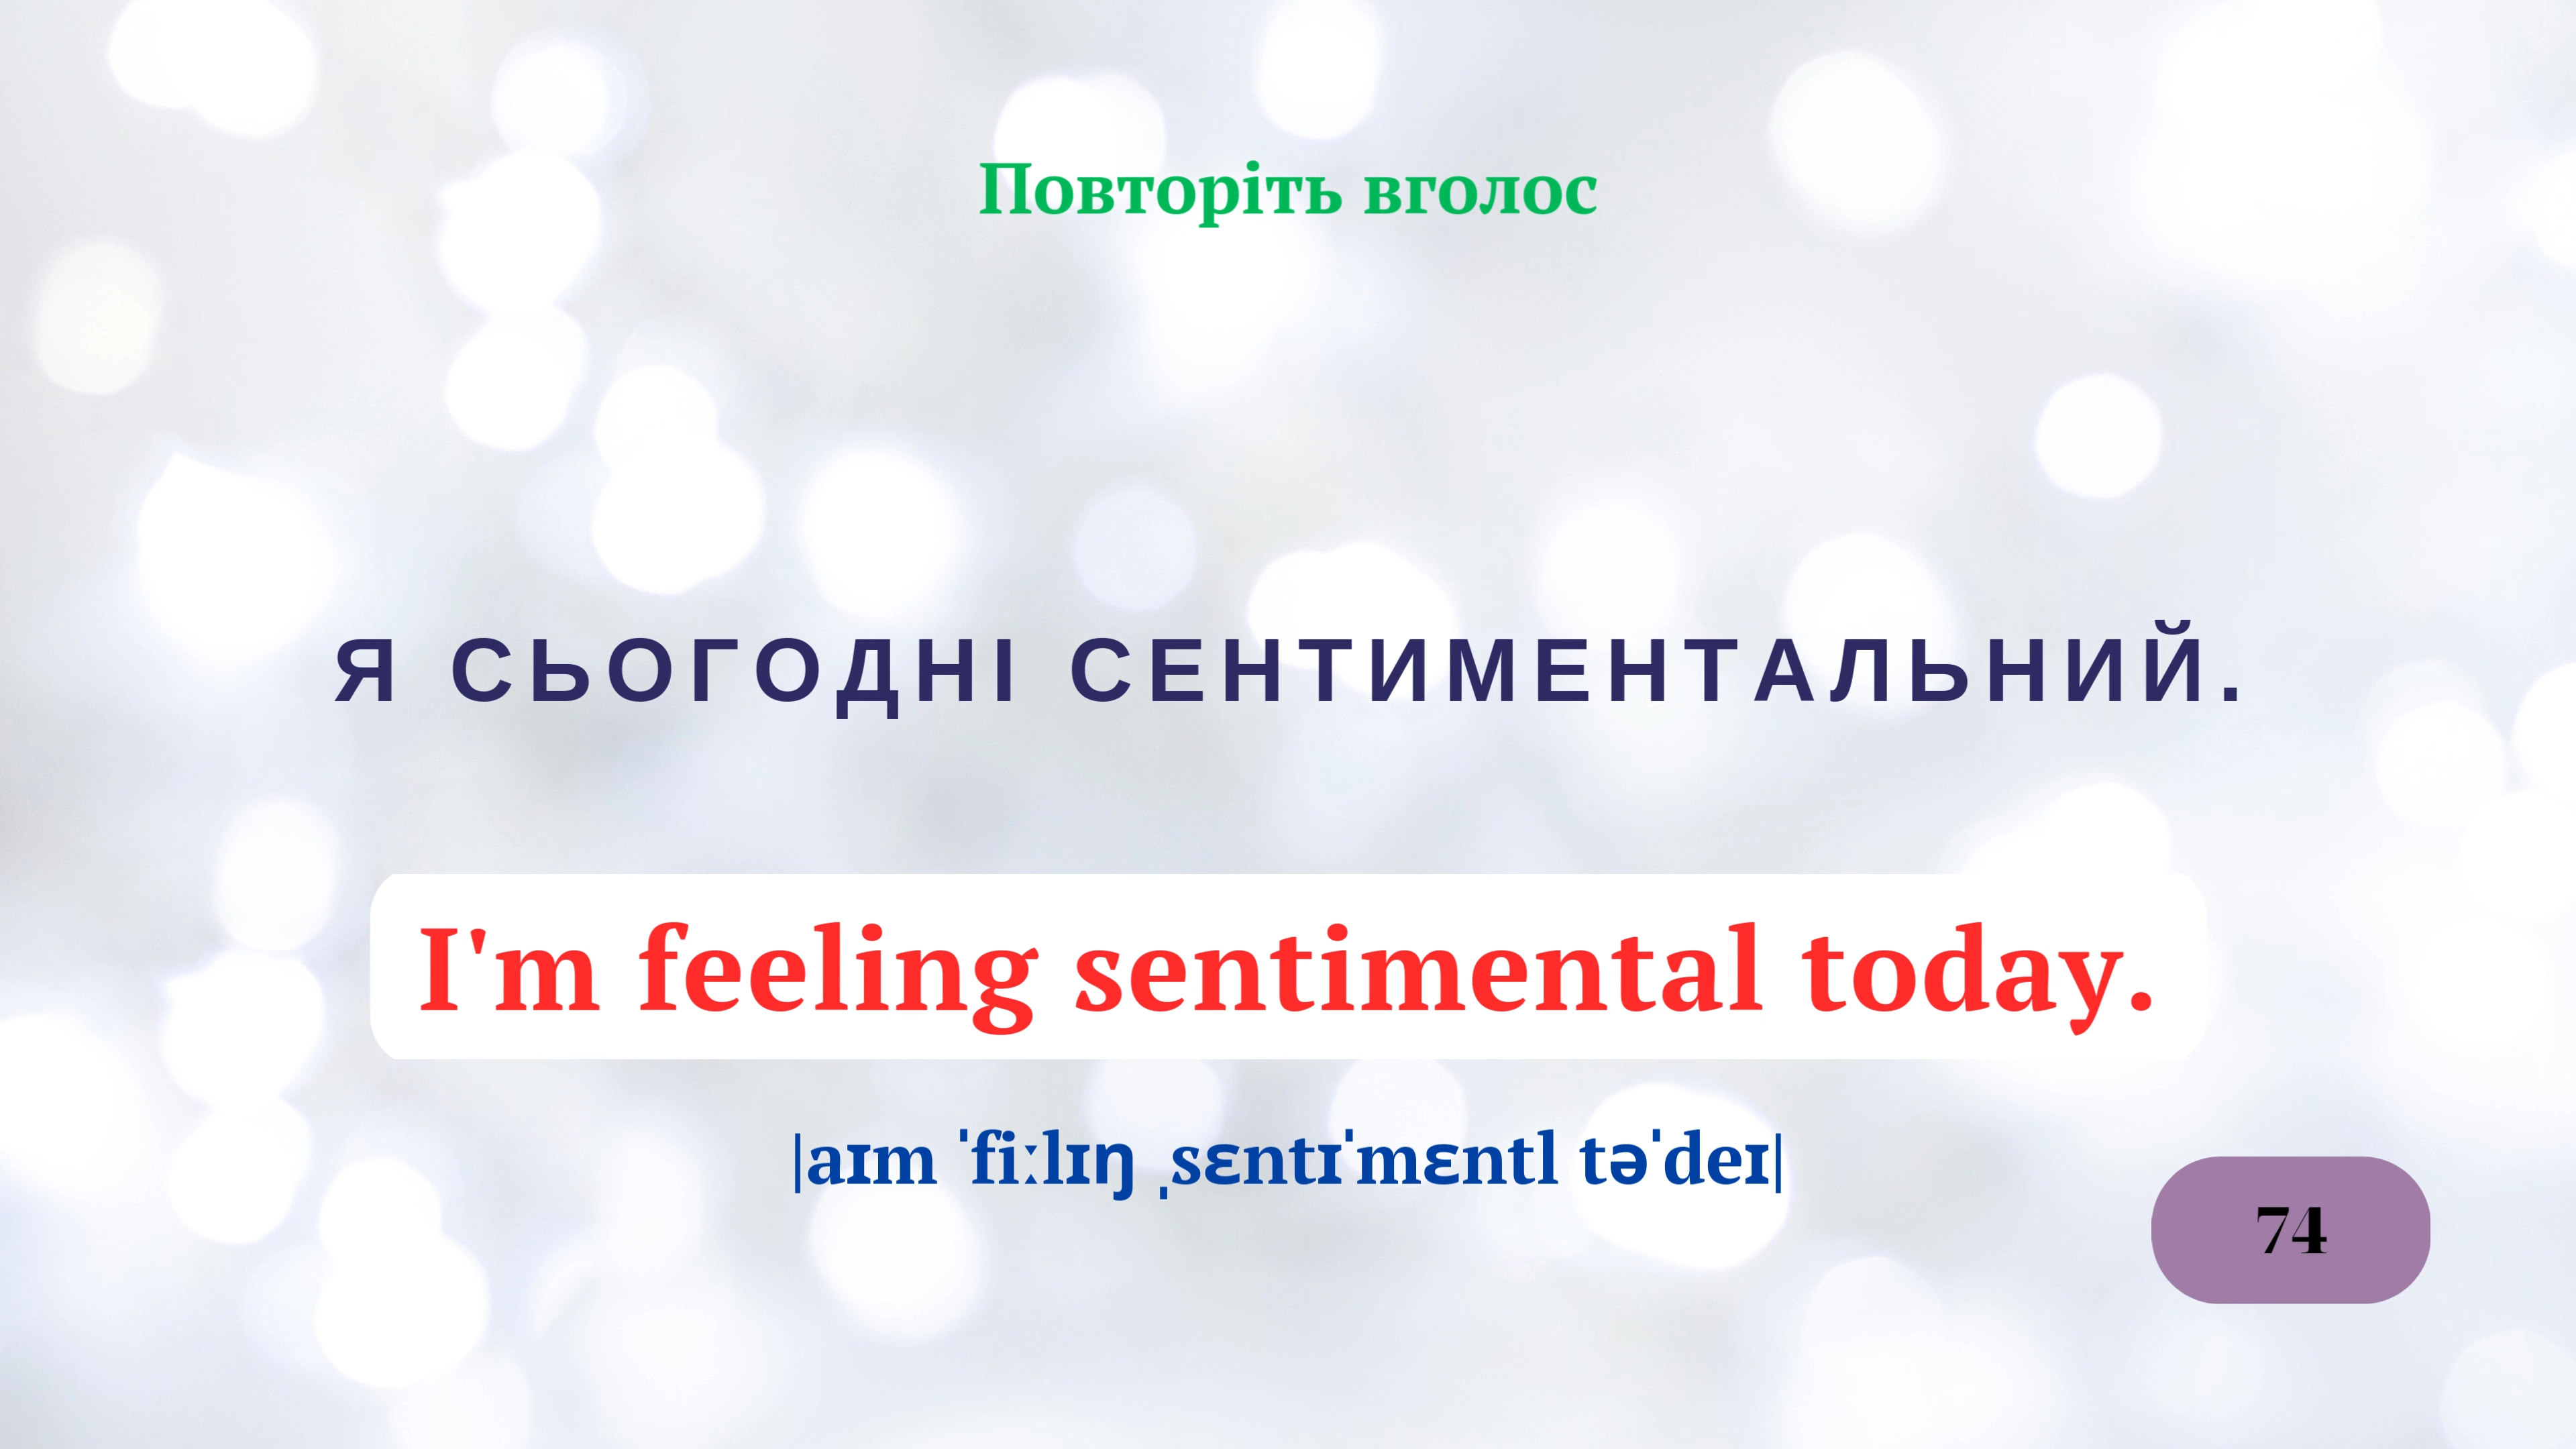 Повторіть вголос
Я СЬОГОДНІ СЕНТИМЕНТАЛЬНИЙ.
I'm feeling sentimental today.
|aɪm ˈfiːlɪŋ ˌsɛntɪˈmɛntl təˈdeɪ|
74